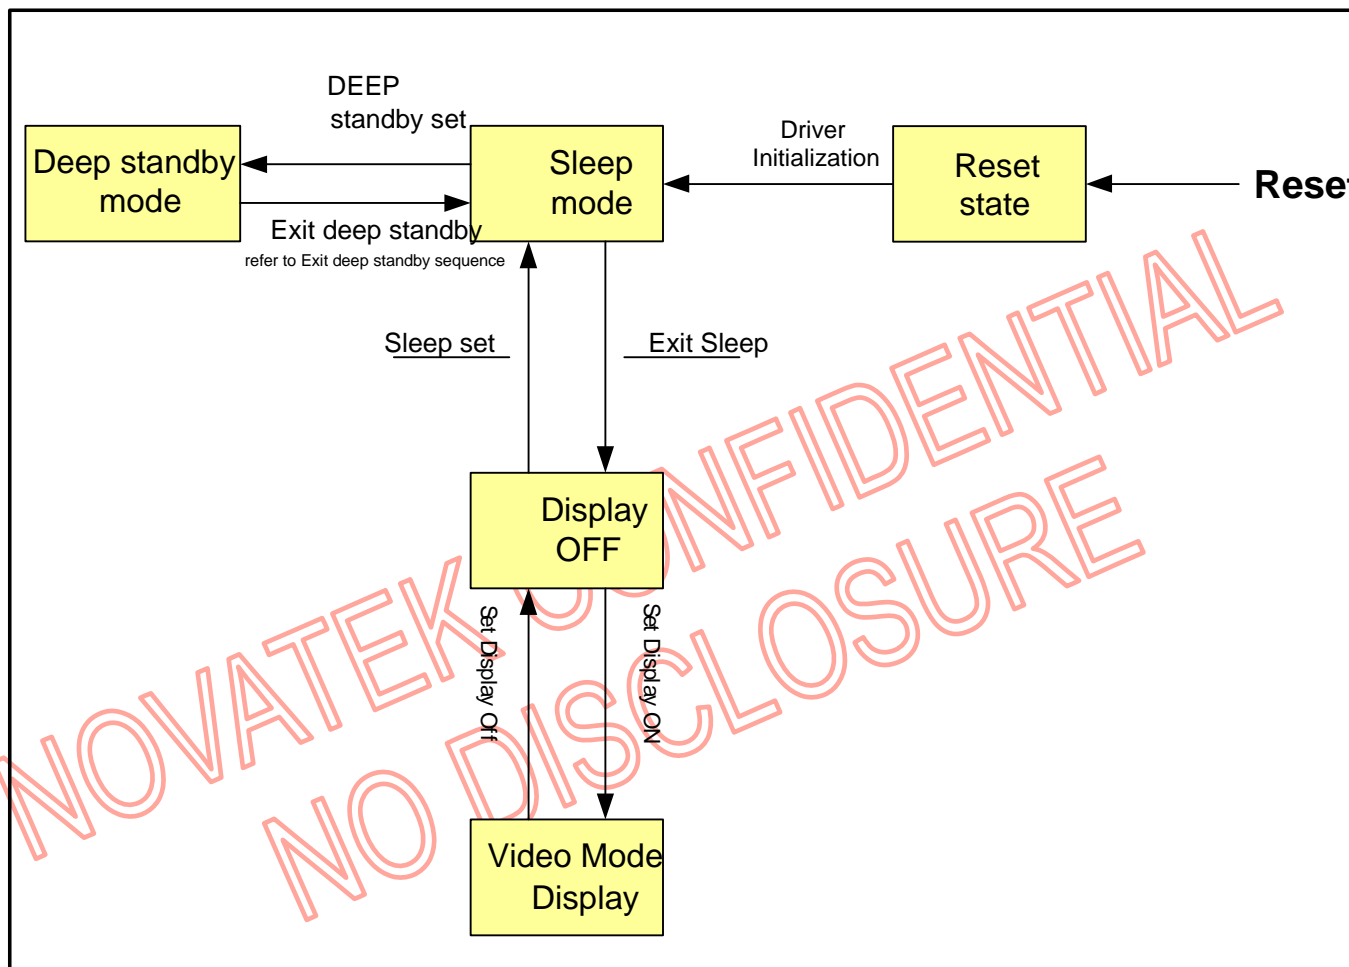 DEEP
standby set
Deep standby
mode
Sleep
mode
Driver
Initialization
Reset
state
Reset
Exit deep standby
refer to Exit deep standby sequence
Sleep set
Exit Sleep
Display
OFF
Set Display Off
Set Display ON
Video Mode
Display
NOVATEK CONFIDENTIAL
NO DISCLOSURE